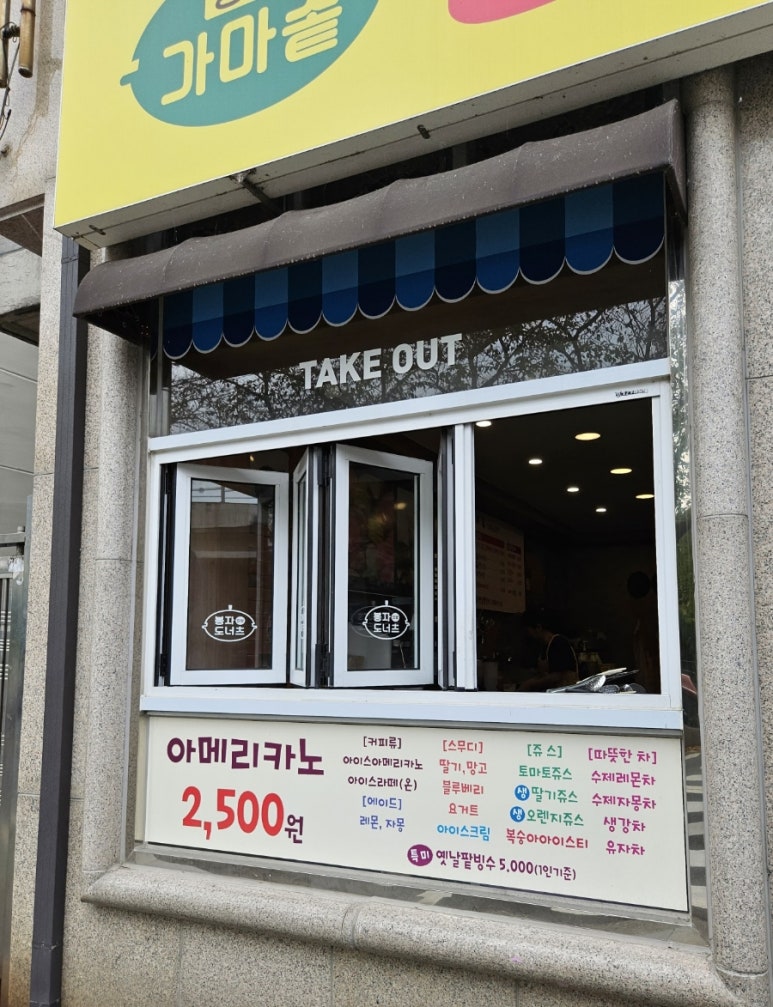 가마솥
TAKE OUT
봉자
도너츠
봉자
도너츠
아메리카노
2,500원
[커피류]
아이스아메리카노
아이스라떼(온)
[에이드]
레몬, 자몽
[스무디]
딸기,망고
블루베리
요거트
아이스크림
[쥬스]
토마토쥬스
생딸기쥬스
생오렌지쥬스
복숭아아이스티
[따뜻한 차]
수제레몬차
수제자몽차
생강차
유자차
특미 옛날팥빙수 5,000(1인기준)